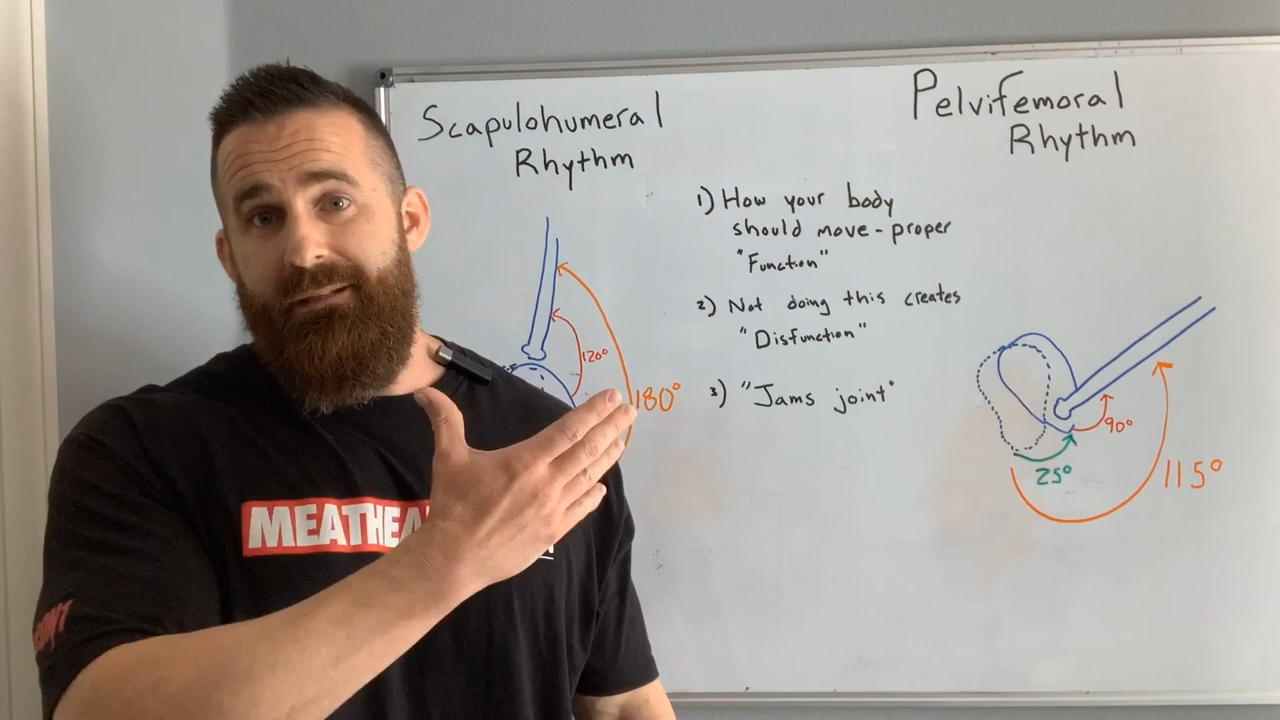 Scapulohumeral
Rhythm
120°
180°
1) How your body
should move - proper
"Function"
2) Not doing this creates
"Disfunction"
3) "Jams joint"
Pelvifemoral
Rhythm
90°
25°
115°